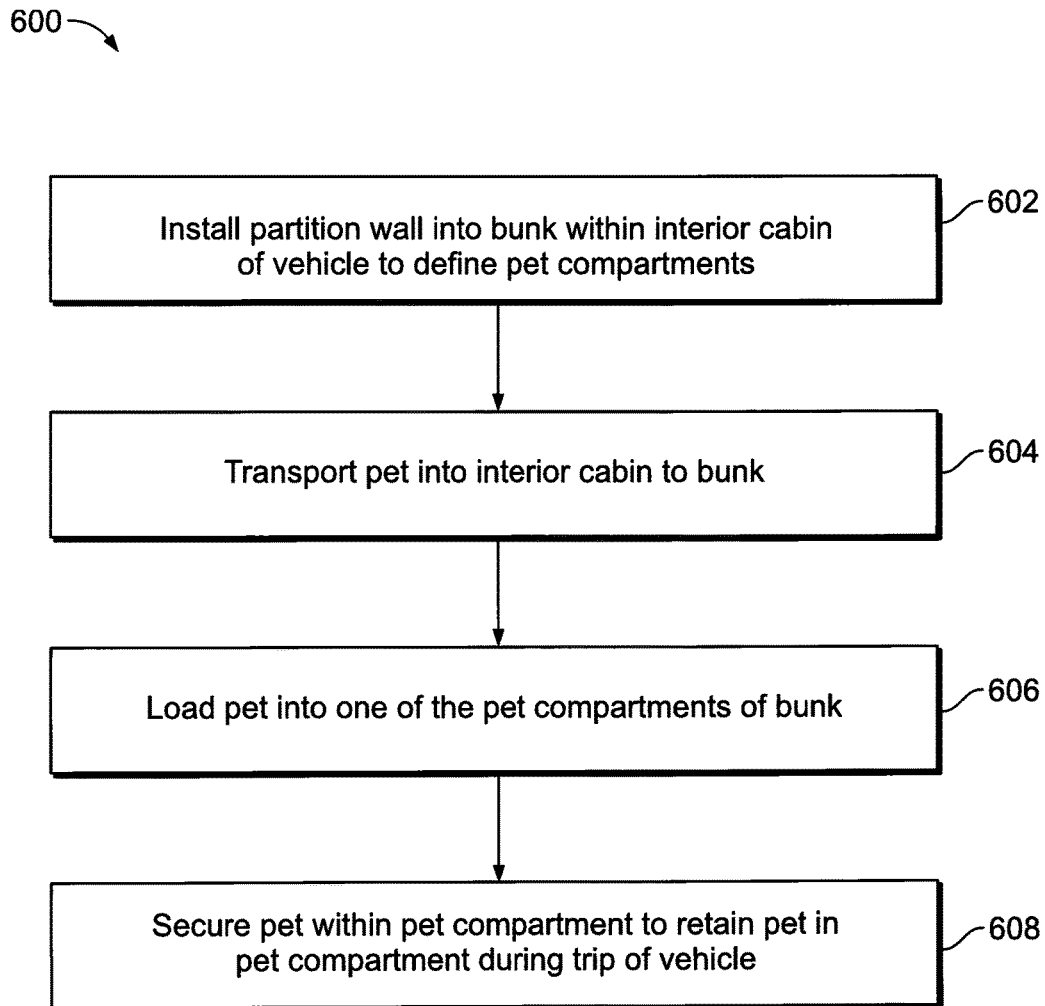 600
Install partition wall into bunk within interior cabin
of vehicle to define pet compartments
602
Transport pet into interior cabin to bunk
604
Load pet into one of the pet compartments of bunk
606
Secure pet within pet compartment to retain pet in
pet compartment during trip of vehicle
608